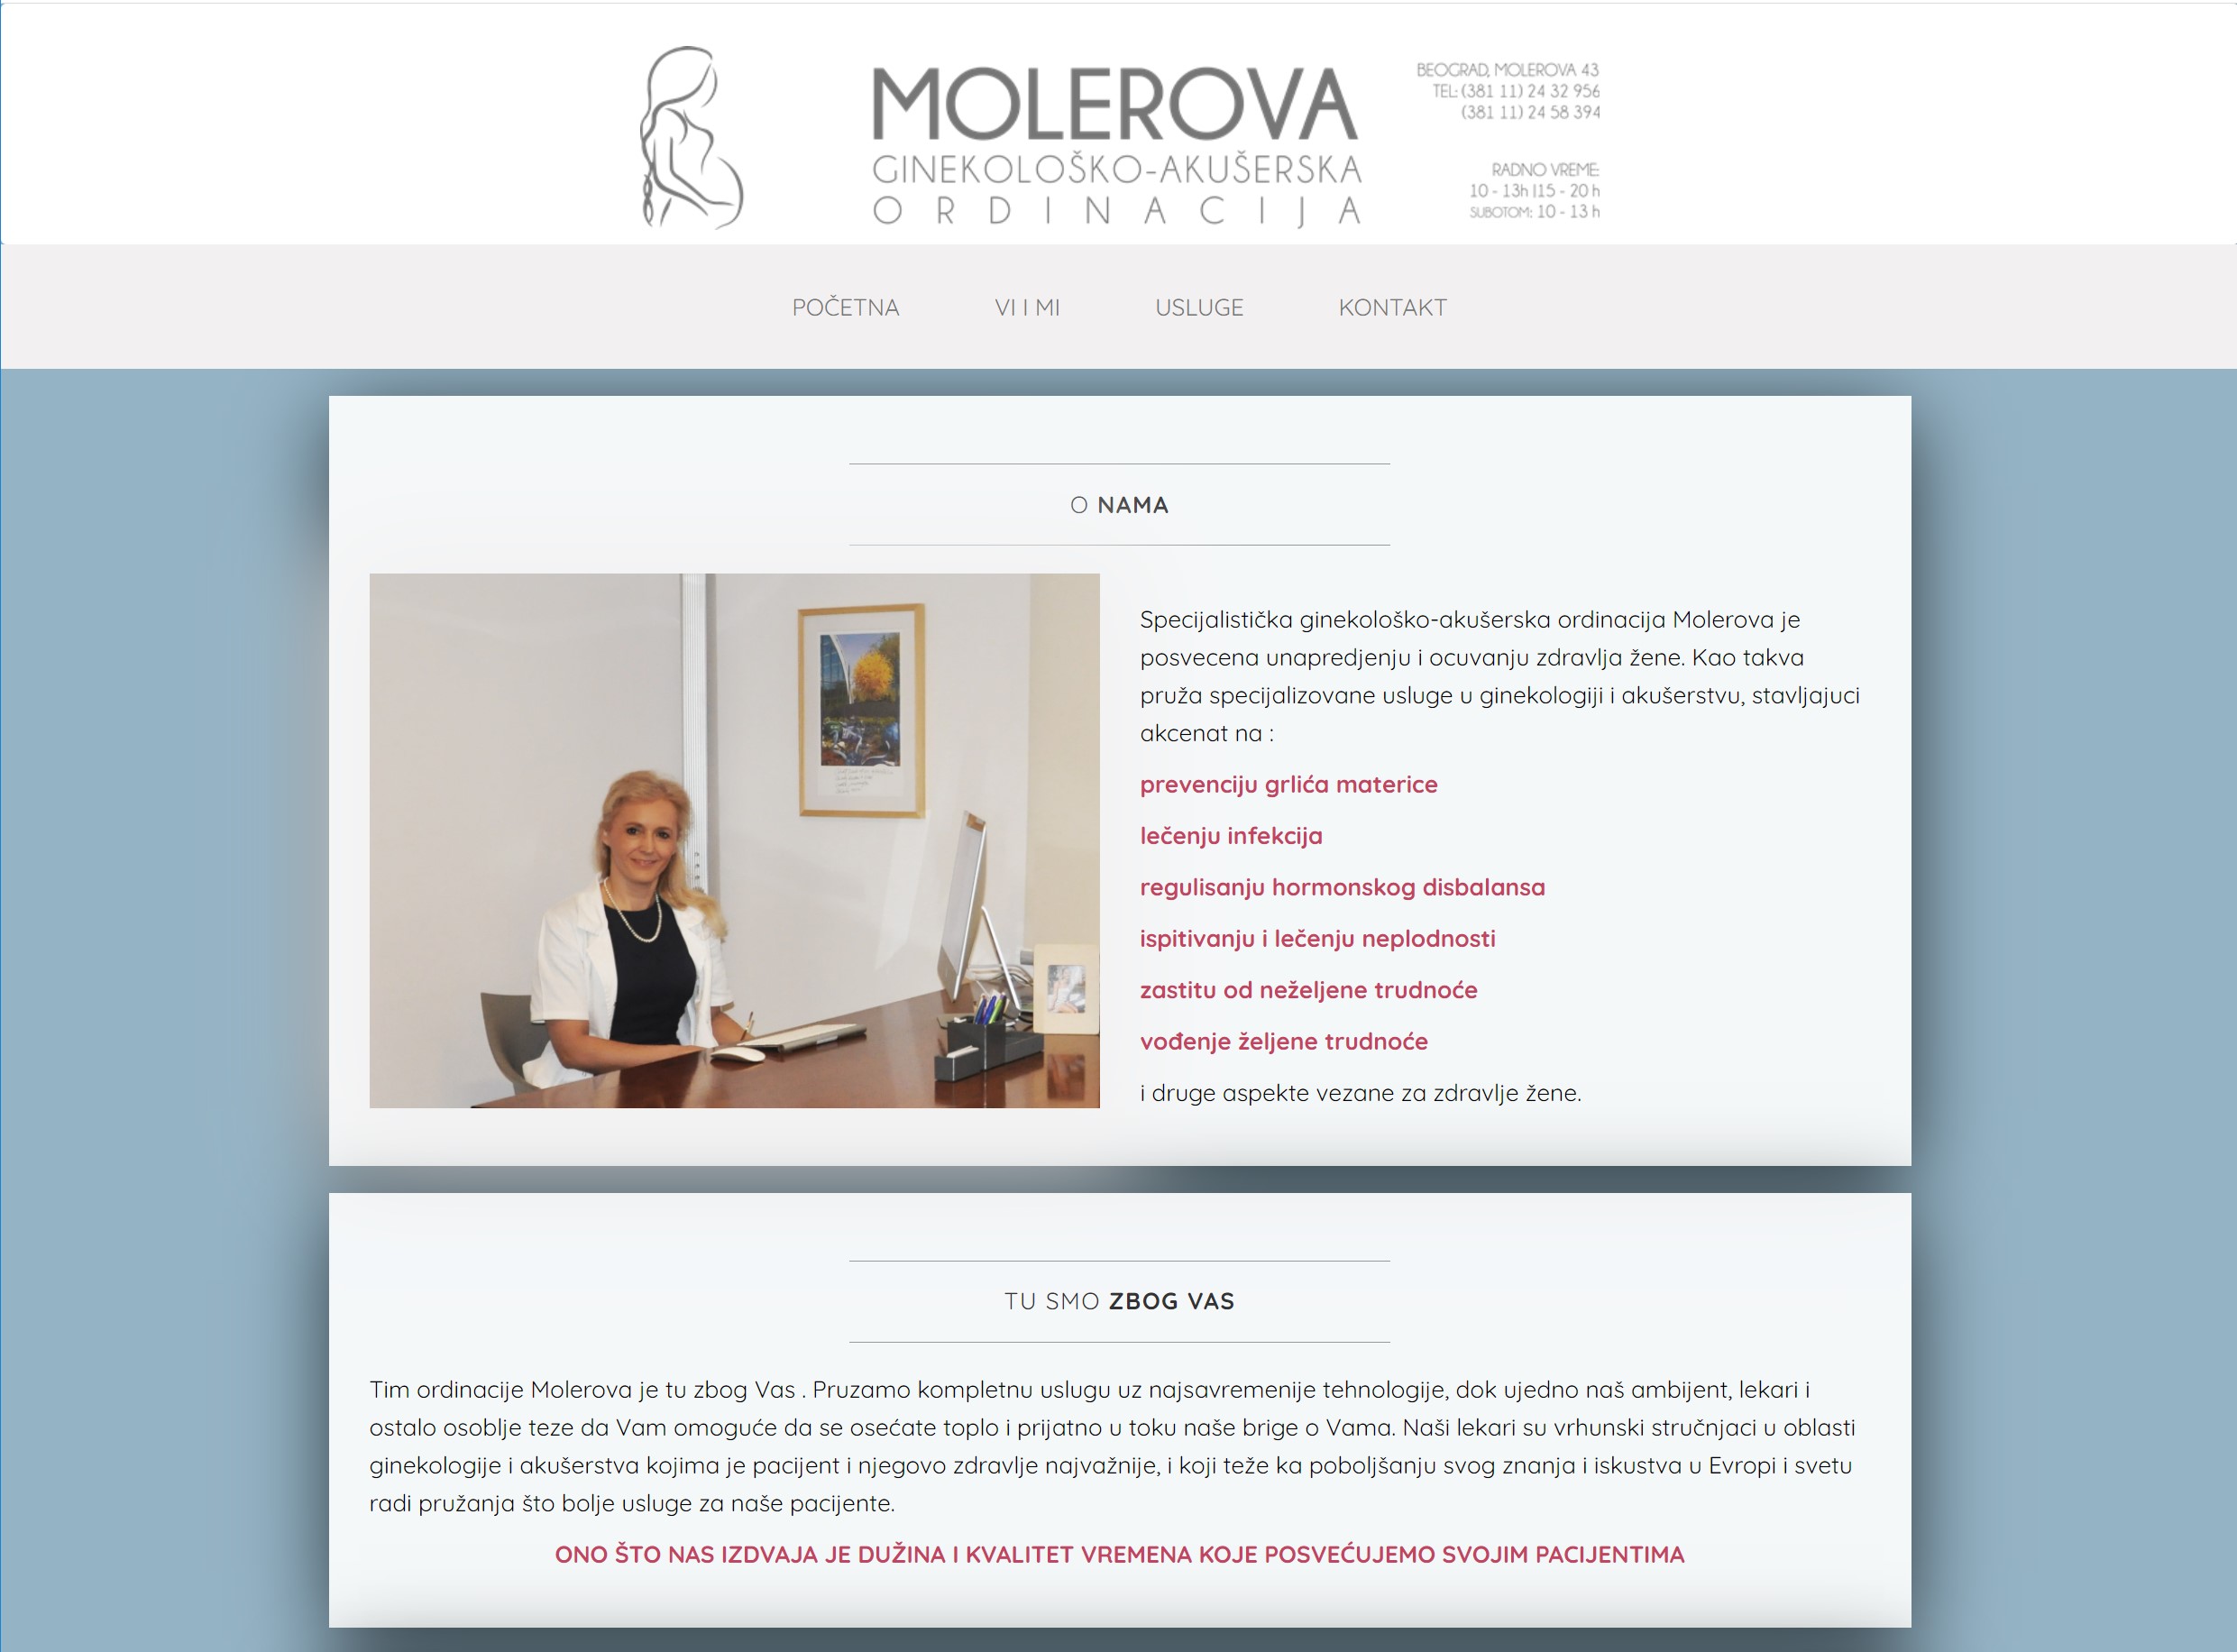 MOLEROVA
GINEKOLOŠKO-AKUŠERSKA
ORDINACIJA
BEOGRAD, MOLEROVA 43
TEL: (381 11) 24 32 956
(381 11) 24 58 394
RADNO VREME:
10 - 13h |15 - 20 h
SUBOTOM: 10 - 13 h
POČETNA VI I MI USLUGE KONTAKT
O NAMA
Specijalistička ginekološko-akušerska ordinacija Molerova je
posvecena unapredjenju i ocuvanju zdravlja žene. Kao takva
pruža specijalizovane usluge u ginekologiji i akušerstvu, stavljajuci
akcenat na :
prevenciju grlića materice
lečenju infekcija
regulisanju hormonskog disbalansa
ispitivanju i lečenju neplodnosti
zastitu od neželjene trudnoće
vođenje željene trudnoće
i druge aspekte vezane za zdravlje žene.
TU SMO ZBOG VAS
Tim ordinacije Molerova je tu zbog Vas . Pruzamo kompletnu uslugu uz najsavremenije tehnologije, dok ujedno naš ambijent, lekari i
ostalo osoblje teze da Vam omoguće da se osećate toplo i prijatno u toku naše brige o Vama. Naši lekari su vrhunski stručnjaci u oblasti
ginekologije i akušerstva kojima je pacijent i njegovo zdravlje najvažnije, i koji teže ka poboljšanju svog znanja i iskustva u Evropi i svetu
radi pružanja što bolje usluge za naše pacijente.
ONO ŠTO NAS IZDVAJA JE DUŽINA I KVALITET VREMENA KOJE POSVEĆUJEMO SVOJIM PACIJENTIMA